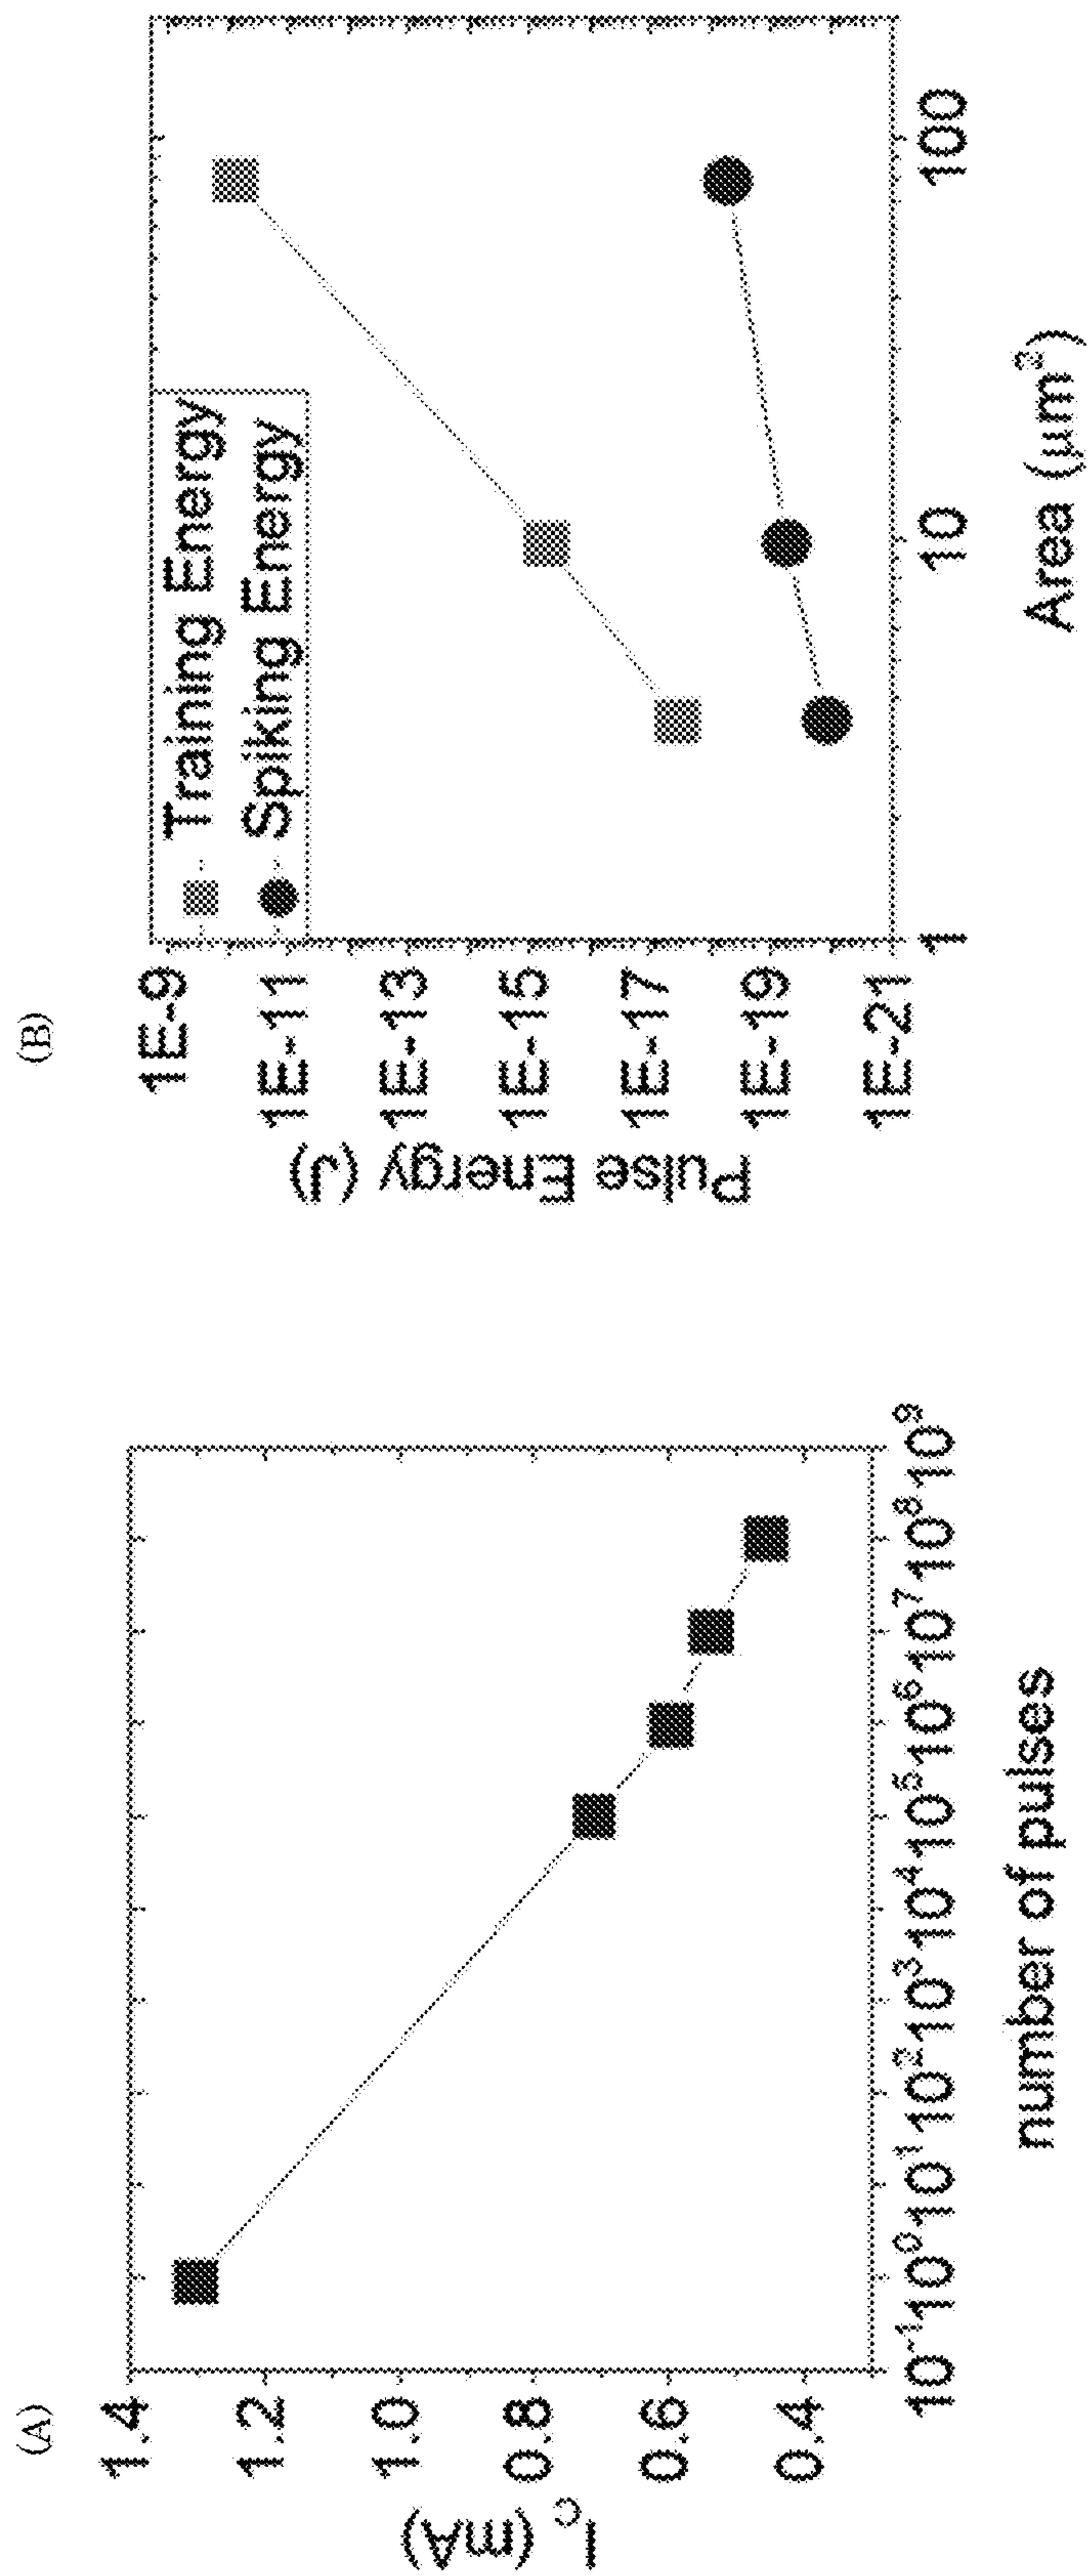 (A)
I_C (mA)
1.4
1.2
1.0
0.8
0.6
0.4
10^-1 10^0 10^1 10^2 10^3 10^4 10^5 10^6 10^7 10^8 10^9
number of pulses
(B)
Pulse Energy (J)
1E-9
1E-11
1E-13
1E-15
1E-17
1E-19
1E-21
Training Energy
Spiking Energy
1 10 100
Area (μm²)